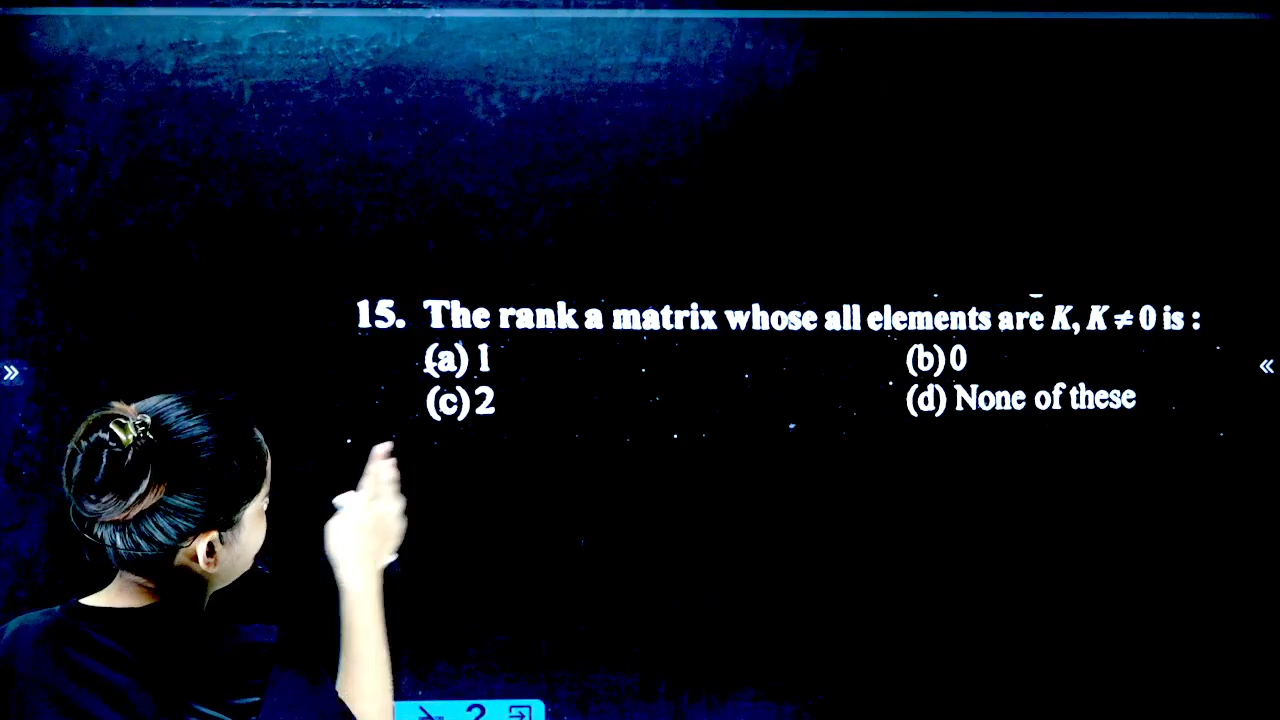 15. The rank a matrix whose all elements are K, K ≠ 0 is :
(a) 1 (b) 0
(c) 2 (d) None of these